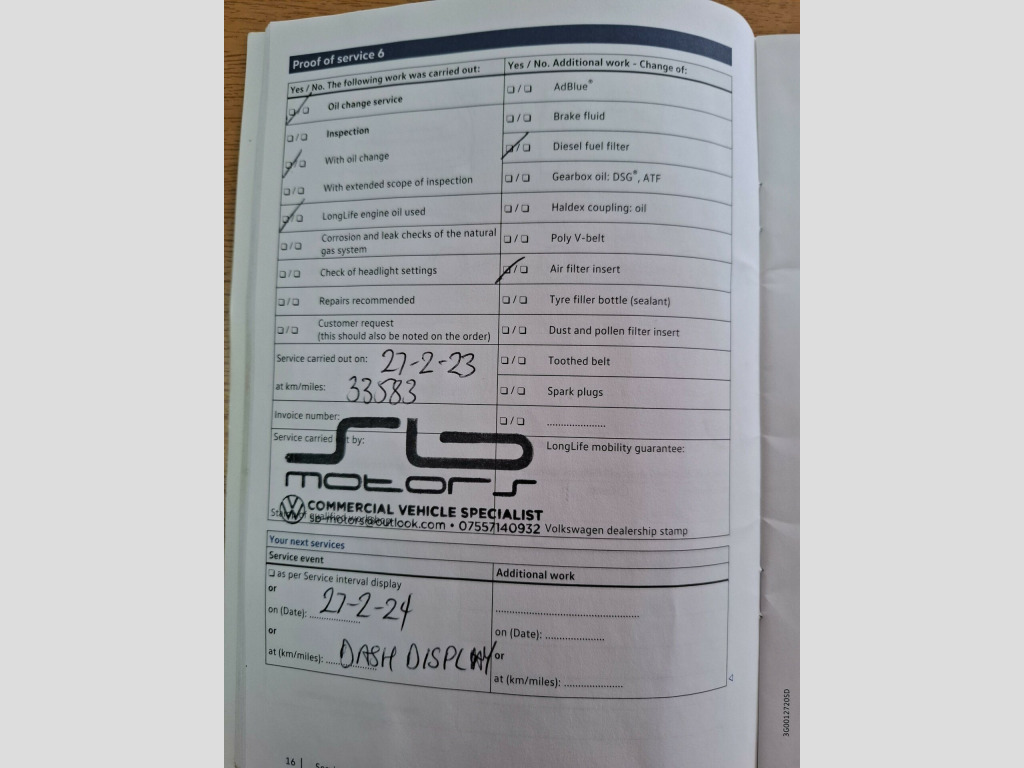 Proof of service 6
Yes / No. The following work was carried out:
❏/❏ Oil change service
❏/❏ Inspection
❏/❏ With oil change
❏/❏ With extended scope of inspection
❏/❏ LongLife engine oil used
❏/❏ Corrosion and leak checks of the natural
gas system
❏/❏ Check of headlight settings
❏/❏ Repairs recommended
❏/❏ Customer request
(this should also be noted on the order)
Service carried out on: 27-2-23
at km/miles: 33583
Invoice number:
Service carried out by:
Yes / No. Additional work - Change of:
❏/❏ AdBlue®
❏/❏ Brake fluid
❏/❏ Diesel fuel filter
❏/❏ Gearbox oil: DSG®, ATF
❏/❏ Haldex coupling: oil
❏/❏ Poly V-belt
❏/❏ Air filter insert
❏/❏ Tyre filler bottle (sealant)
❏/❏ Dust and pollen filter insert
❏/❏ Toothed belt
❏/❏ Spark plugs
❏/❏ .....................
LongLife mobility guarantee:
sb
motors
COMMERCIAL VEHICLE SPECIALIST
sb-motors@outlook.com • 07557140932
Volkswagen dealership stamp
Your next services
Service event
❏ as per Service interval display
or
on (Date): 27-2-24
or
at (km/miles): DASH DISPLAY
Additional work
on (Date): .....................
or
at (km/miles): .....................
16
3G0012720SD